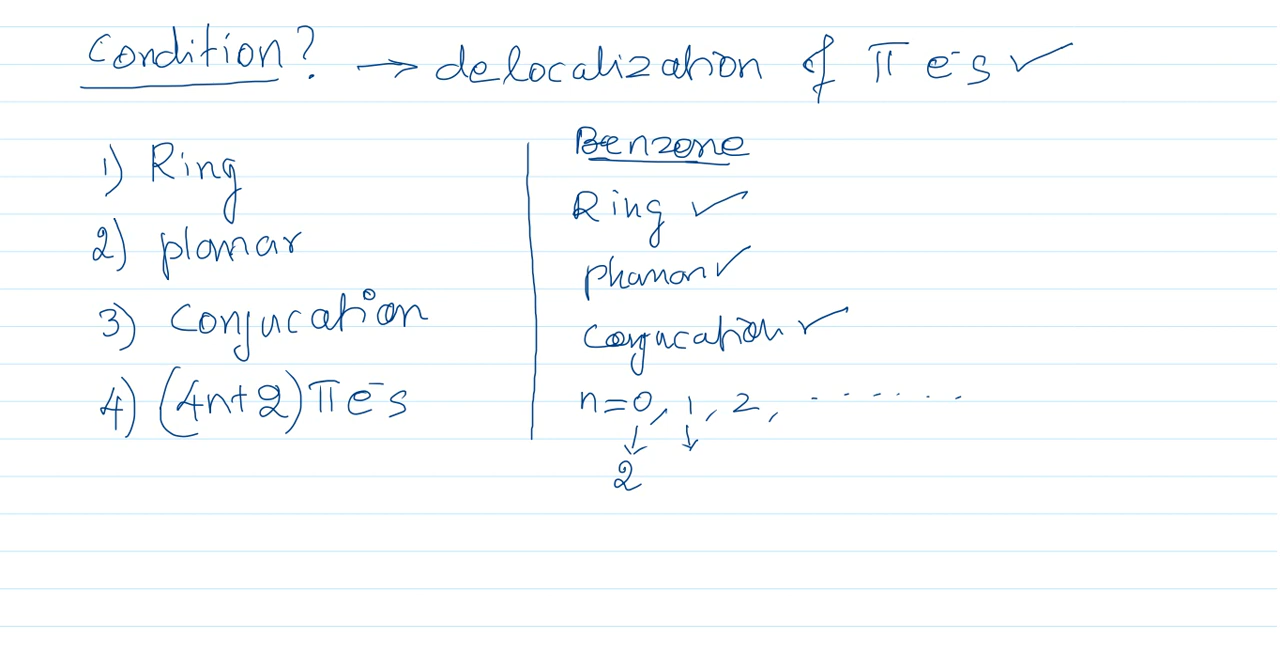 Condition? → delocalization of π e⁻s ✓
1) Ring
2) planar
3) Conjucation
4) (4n+2)π e⁻s
Benzene
Ring ✓
planar ✓
Conjucation ✓
n=0, 1, 2, .......
↓ ↓
2